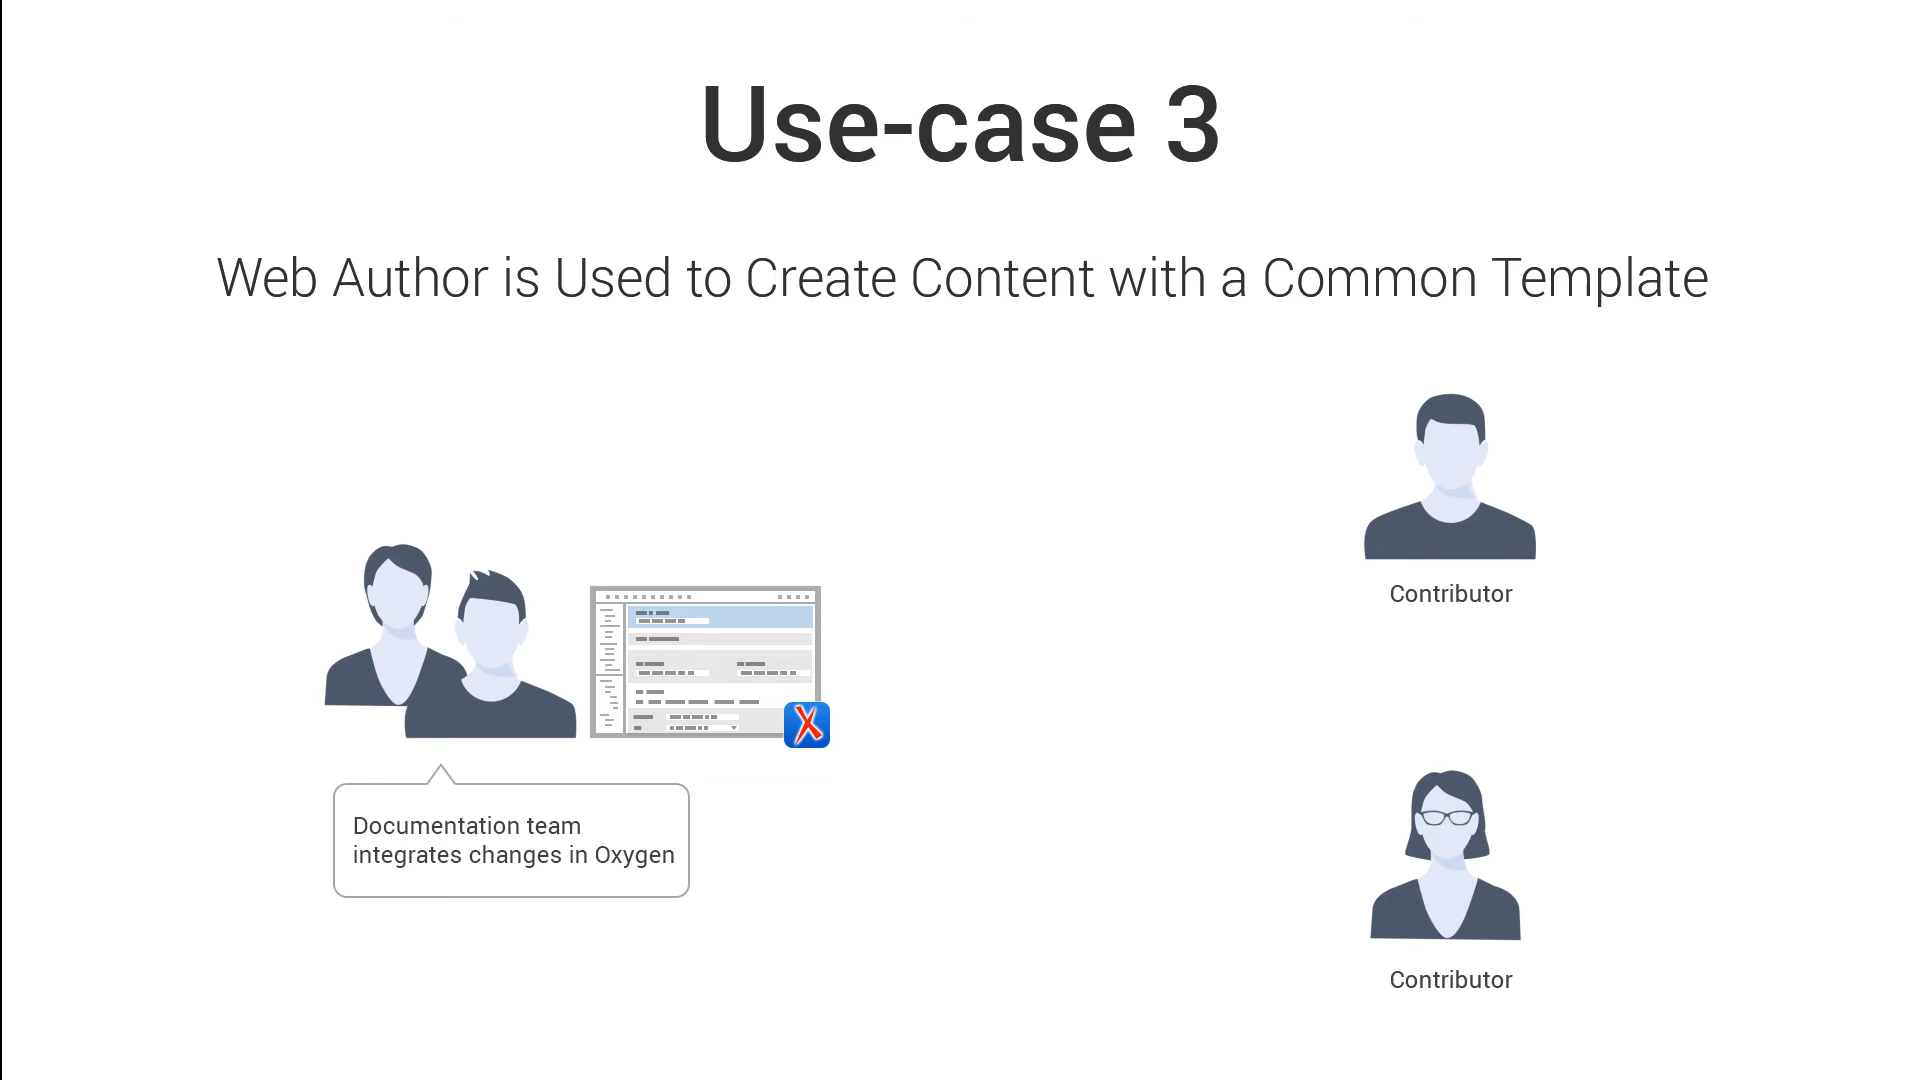 Use-case 3
Web Author is Used to Create Content with a Common Template
Contributor
Documentation team
integrates changes in Oxygen
Contributor